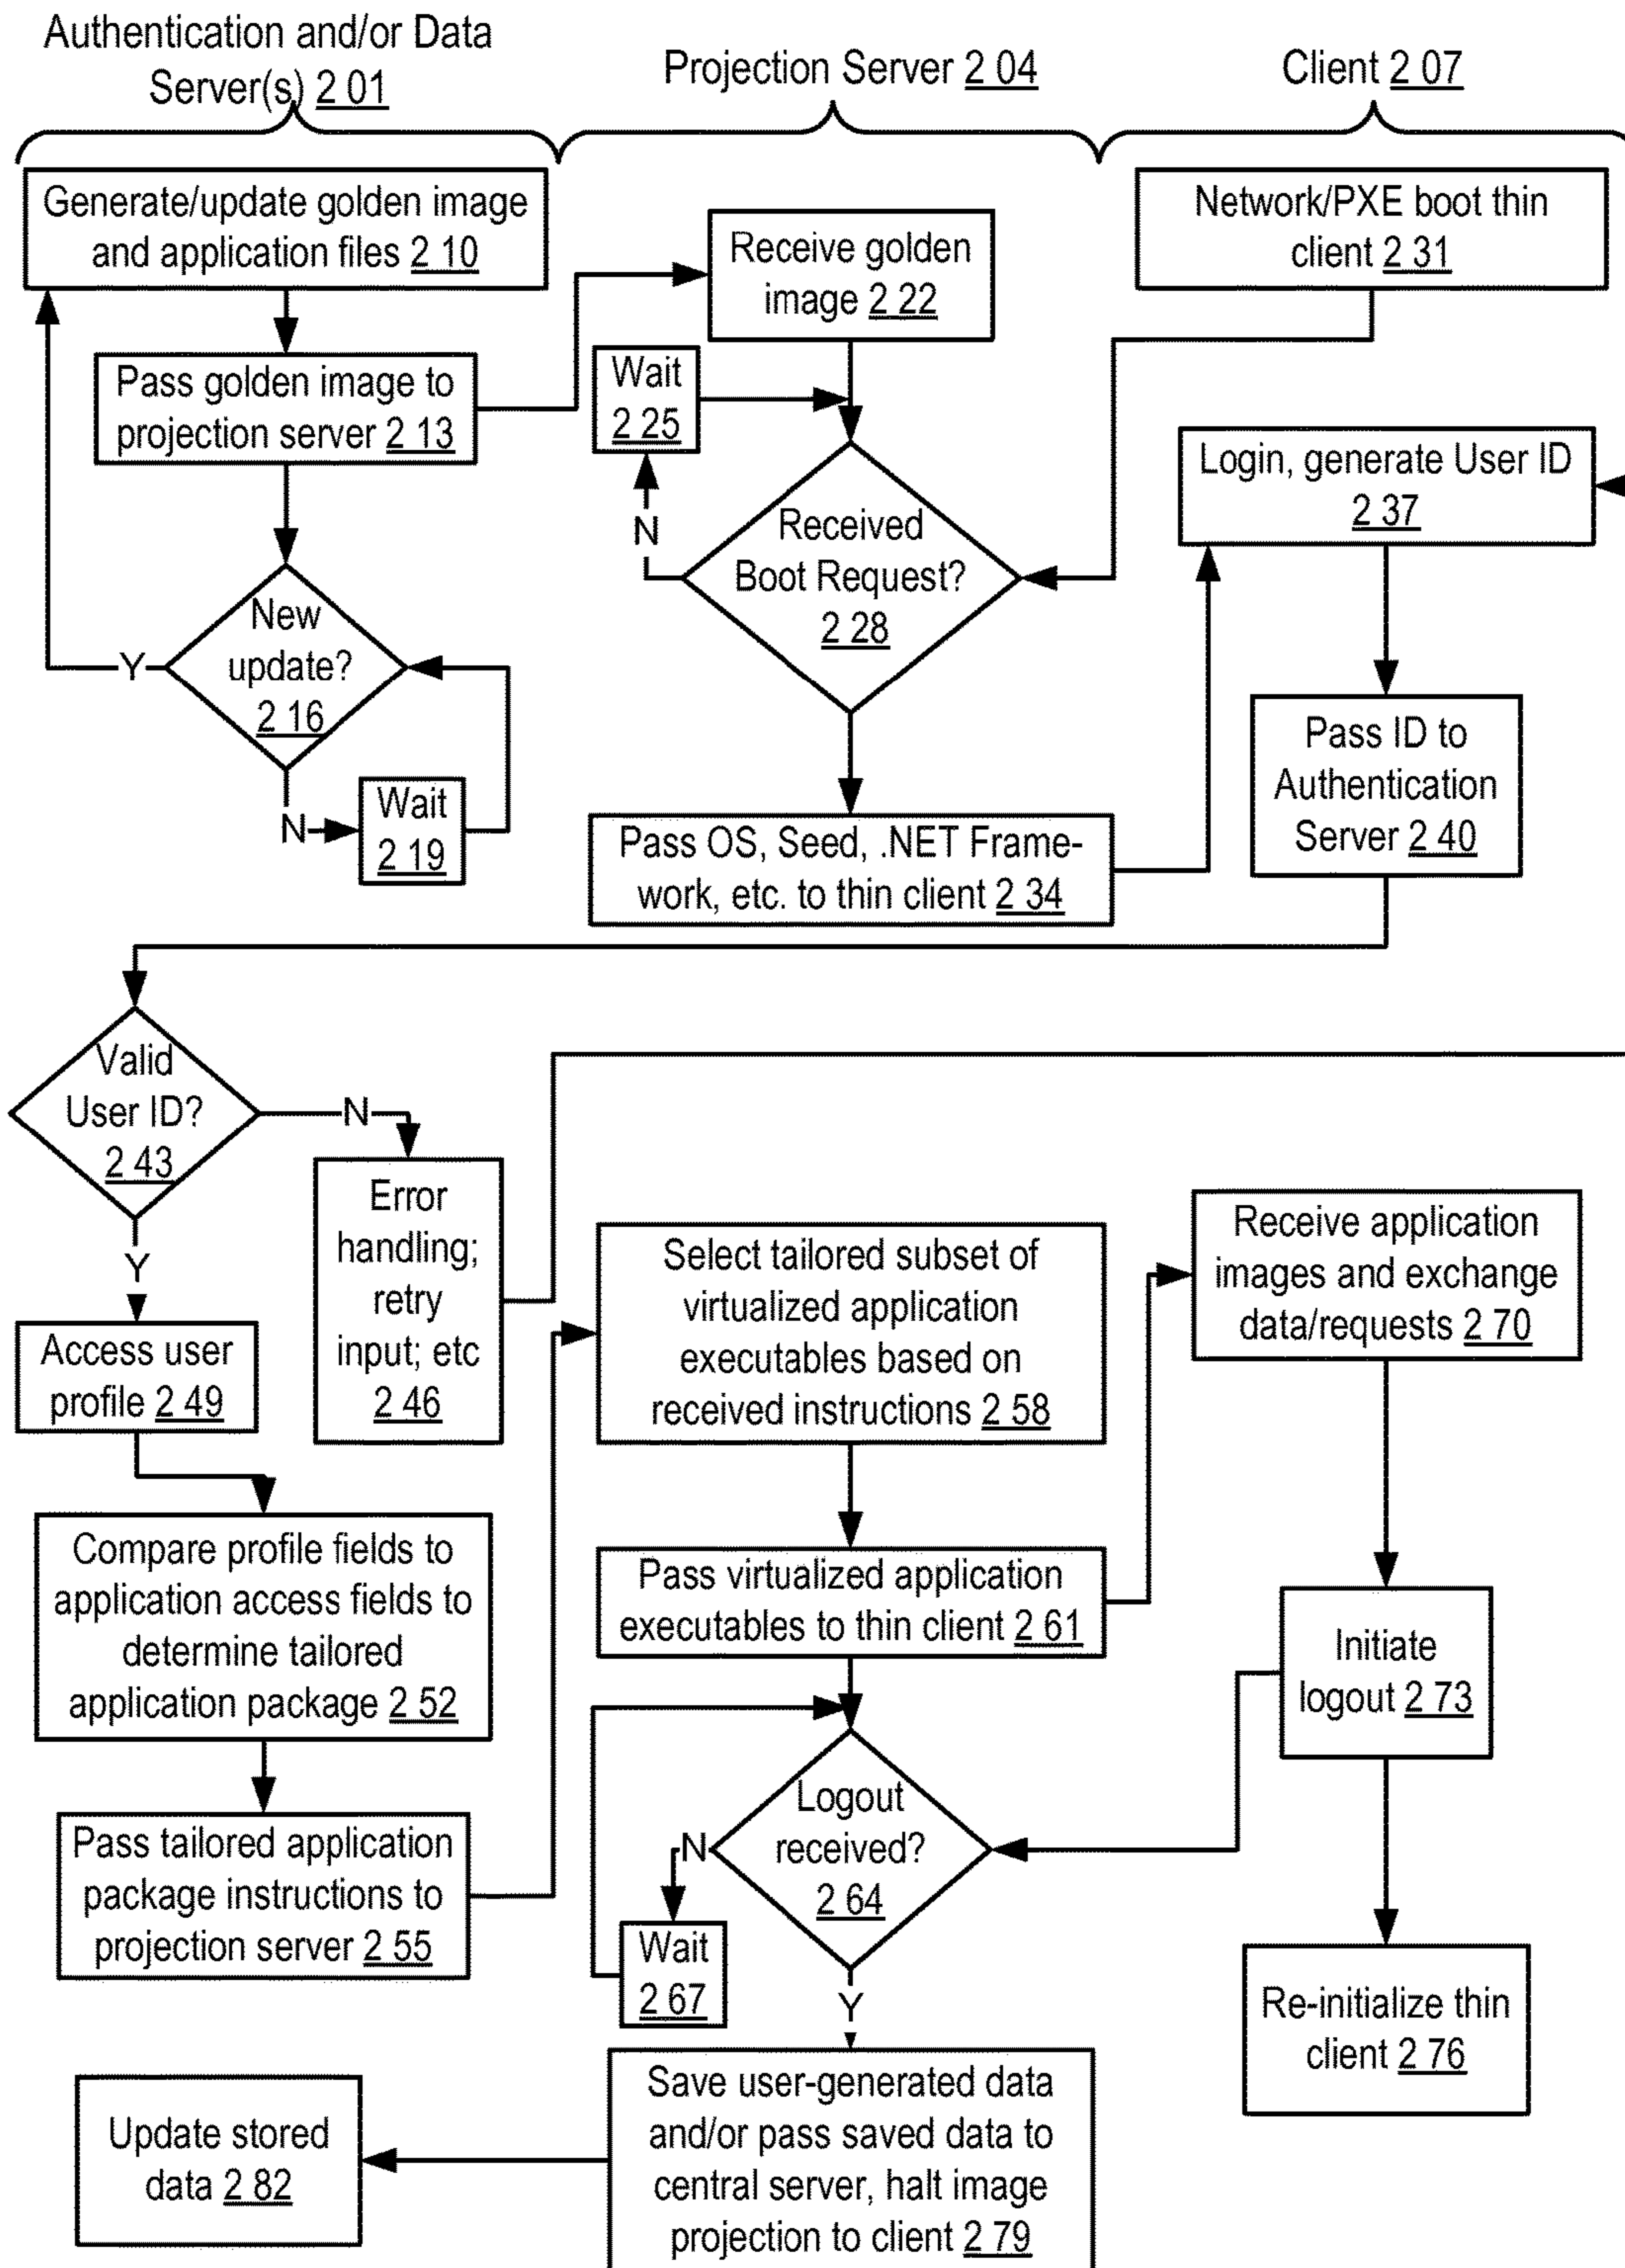 Authentication and/or Data
Server(s) 2 01
Projection Server 2 04
Client 2 07
Generate/update golden image
and application files 2 10
Pass golden image to
projection server 2 13
New
update?
2 16
Y
N
Wait
2 19
Receive golden
image 2 22
Wait
2 25
N
Received
Boot Request?
2 28
Pass OS, Seed, .NET Frame-
work, etc. to thin client 2 34
Network/PXE boot thin
client 2 31
Login, generate User ID
2 37
Pass ID to
Authentication
Server 2 40
Valid
User ID?
2 43
N
Y
Error
handling;
retry
input; etc
2 46
Access user
profile 2 49
Compare profile fields to
application access fields to
determine tailored
application package 2 52
Pass tailored application
package instructions to
projection server 2 55
Select tailored subset of
virtualized application
executables based on
received instructions 2 58
Pass virtualized application
executables to thin client 2 61
Logout
received?
2 64
N
Wait
2 67
Y
Receive application
images and exchange
data/requests 2 70
Initiate
logout 2 73
Re-initialize thin
client 2 76
Save user-generated data
and/or pass saved data to
central server, halt image
projection to client 2 79
Update stored
data 2 82